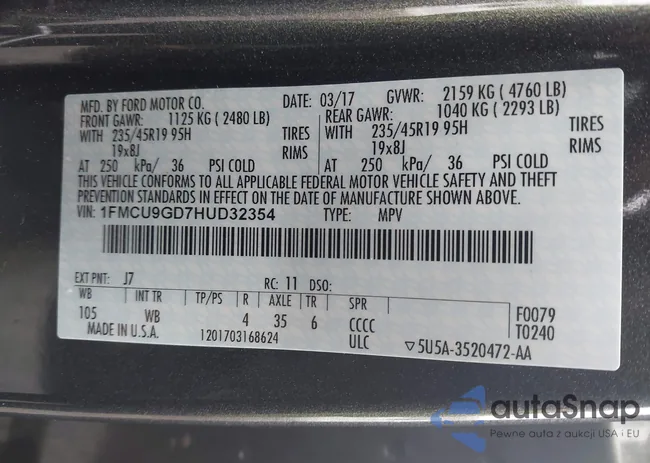 MFD. BY FORD MOTOR CO. DATE: 03/17 GVWR: 2159 KG ( 4760 LB)
FRONT GAWR: 1125 KG ( 2480 LB) REAR GAWR: 1040 KG ( 2293 LB)
WITH 235/45R19 95H TIRES WITH 235/45R19 95H TIRES
19x8J RIMS 19x8J RIMS
AT 250 kPa/ 36 PSI COLD AT 250 kPa/ 36 PSI COLD
THIS VEHICLE CONFORMS TO ALL APPLICABLE FEDERAL MOTOR VEHICLE SAFETY AND THEFT
PREVENTION STANDARDS IN EFFECT ON THE DATE OF MANUFACTURE SHOWN ABOVE.
VIN: 1FMCU9GD7HUD32354 TYPE: MPV
EXT PNT: J7 RC: 11 DSO:
WB INT TR TP/PS R AXLE TR SPR
105 WB 4 35 6 CCCC
F0079
T0240
MADE IN U.S.A. 1201703168624 ULC ▽5U5A-3520472-AA
autaSnap
Pewne auta z aukcji USA i EU